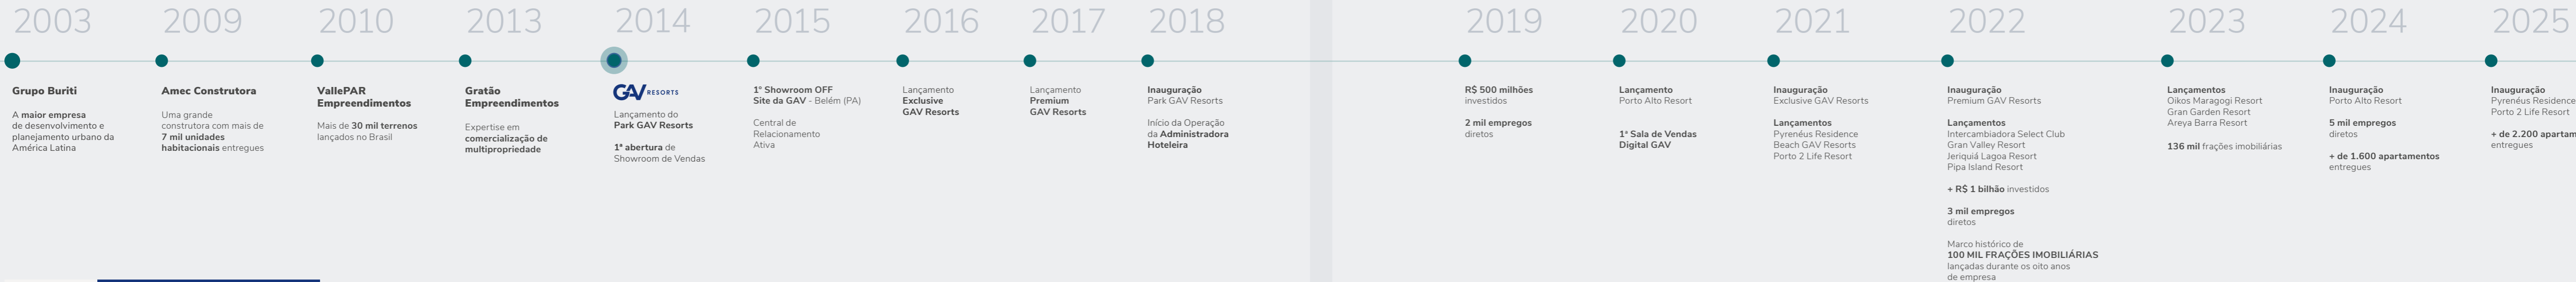 2003
Grupo Buriti
A maior empresa
de desenvolvimento e
planejamento urbano da
América Latina
2009
Amec Construtora
Uma grande
construtora com mais de
7 mil unidades
habitacionais entregues
2010
VallePAR
Empreendimentos
Mais de 30 mil terrenos
lançados no Brasil
2013
Gratão
Empreendimentos
Expertise em
comercialização de
multipropriedade
2014
GAV RESORTS
Lançamento do
Park GAV Resorts
1ª abertura de
Showroom de Vendas
2015
1º Showroom OFF
Site da GAV - Belém (PA)
Central de
Relacionamento
Ativa
2016
Lançamento
Exclusive
GAV Resorts
2017
Lançamento
Premium
GAV Resorts
2018
Inauguração
Park GAV Resorts
Início da Operação
da Administradora
Hoteleira
2019
R$ 500 milhões
investidos
2 mil empregos
diretos
2020
Lançamento
Porto Alto Resort
1ª Sala de Vendas
Digital GAV
2021
Inauguração
Exclusive GAV Resorts
Lançamentos
Pyrenéus Residence
Beach GAV Resorts
Porto 2 Life Resort
2022
Inauguração
Premium GAV Resorts
Lançamentos
Intercambiadora Select Club
Gran Valley Resort
Jeriquiá Lagoa Resort
Pipa Island Resort
+ R$ 1 bilhão investidos
3 mil empregos
diretos
Marco histórico de
100 MIL FRAÇÕES IMOBILIÁRIAS
lançadas durante os oito anos
de empresa
2023
Lançamentos
Oikos Maragogi Resort
Gran Garden Resort
Areya Barra Resort
136 mil frações imobiliárias
2024
Inauguração
Porto Alto Resort
5 mil empregos
diretos
+ de 1.600 apartamentos
entregues
2025
Inauguração
Pyrenéus Residence
Porto 2 Life Resort
+ de 2.200 apartam
entregues